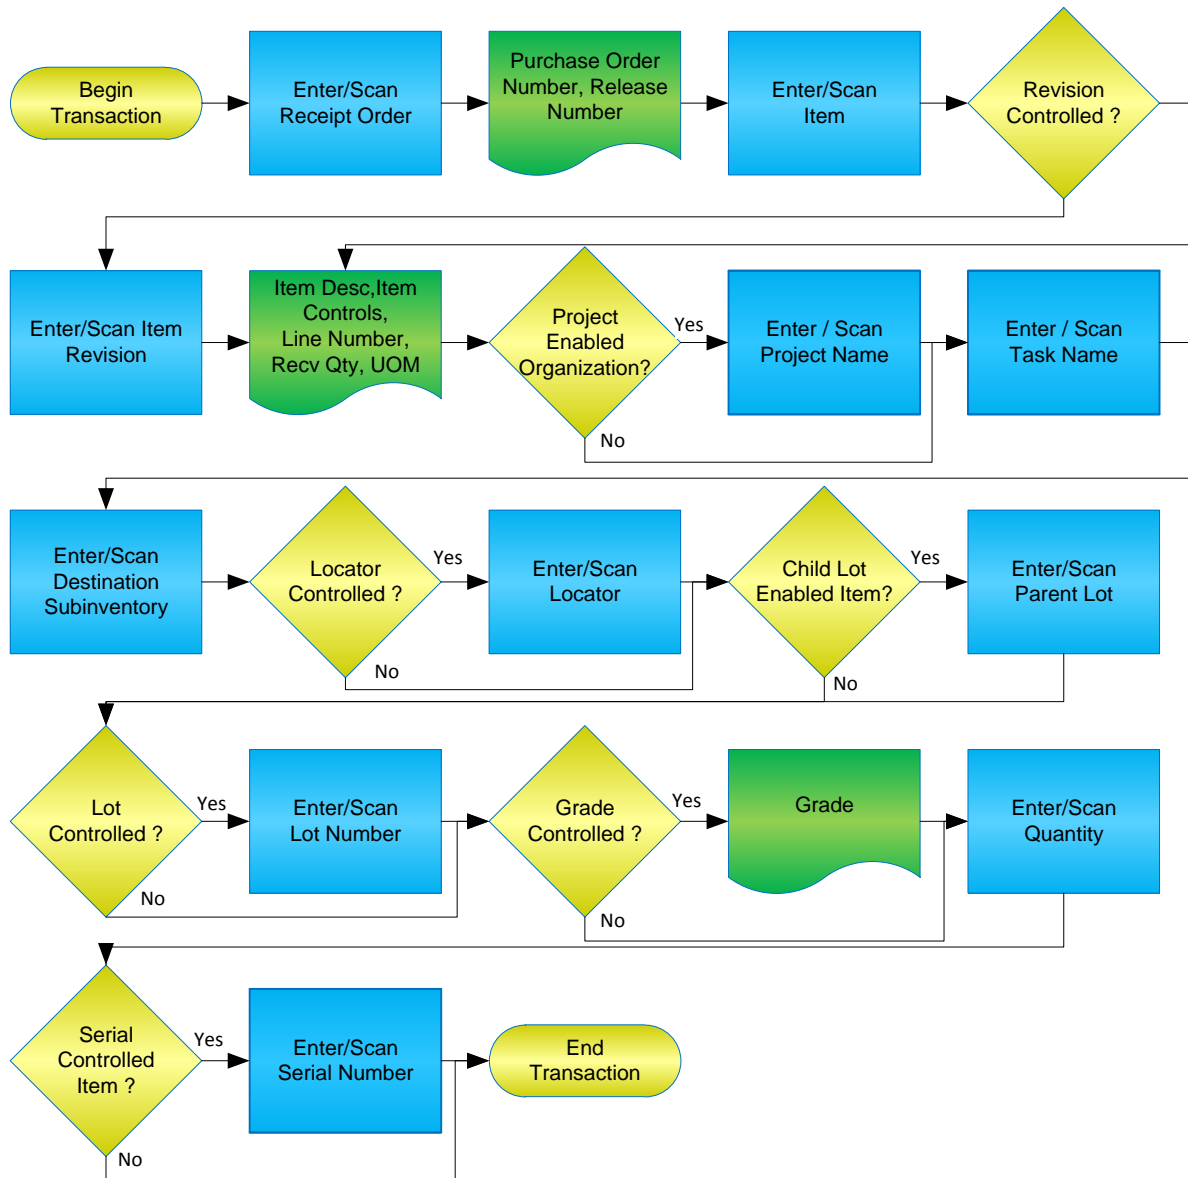 Begin
Transaction
Enter/Scan
Receipt Order
Purchase Order
Number, Release
Number
Enter/Scan
Item
Revision
Controlled ?
Enter/Scan Item
Revision
Item Desc,Item
Controls,
Line Number,
Recv Qty, UOM
Project
Enabled
Organization?
Yes
No
Enter / Scan
Project Name
Enter / Scan
Task Name
Enter/Scan
Destination
Subinventory
Locator
Controlled ?
Yes
No
Enter/Scan
Locator
Child Lot
Enabled Item?
Yes
No
Enter/Scan
Parent Lot
Lot
Controlled ?
Yes
No
Enter/Scan
Lot Number
Grade
Controlled ?
Yes
No
Grade
Enter/Scan
Quantity
Serial
Controlled
Item ?
Yes
No
Enter/Scan
Serial Number
End
Transaction